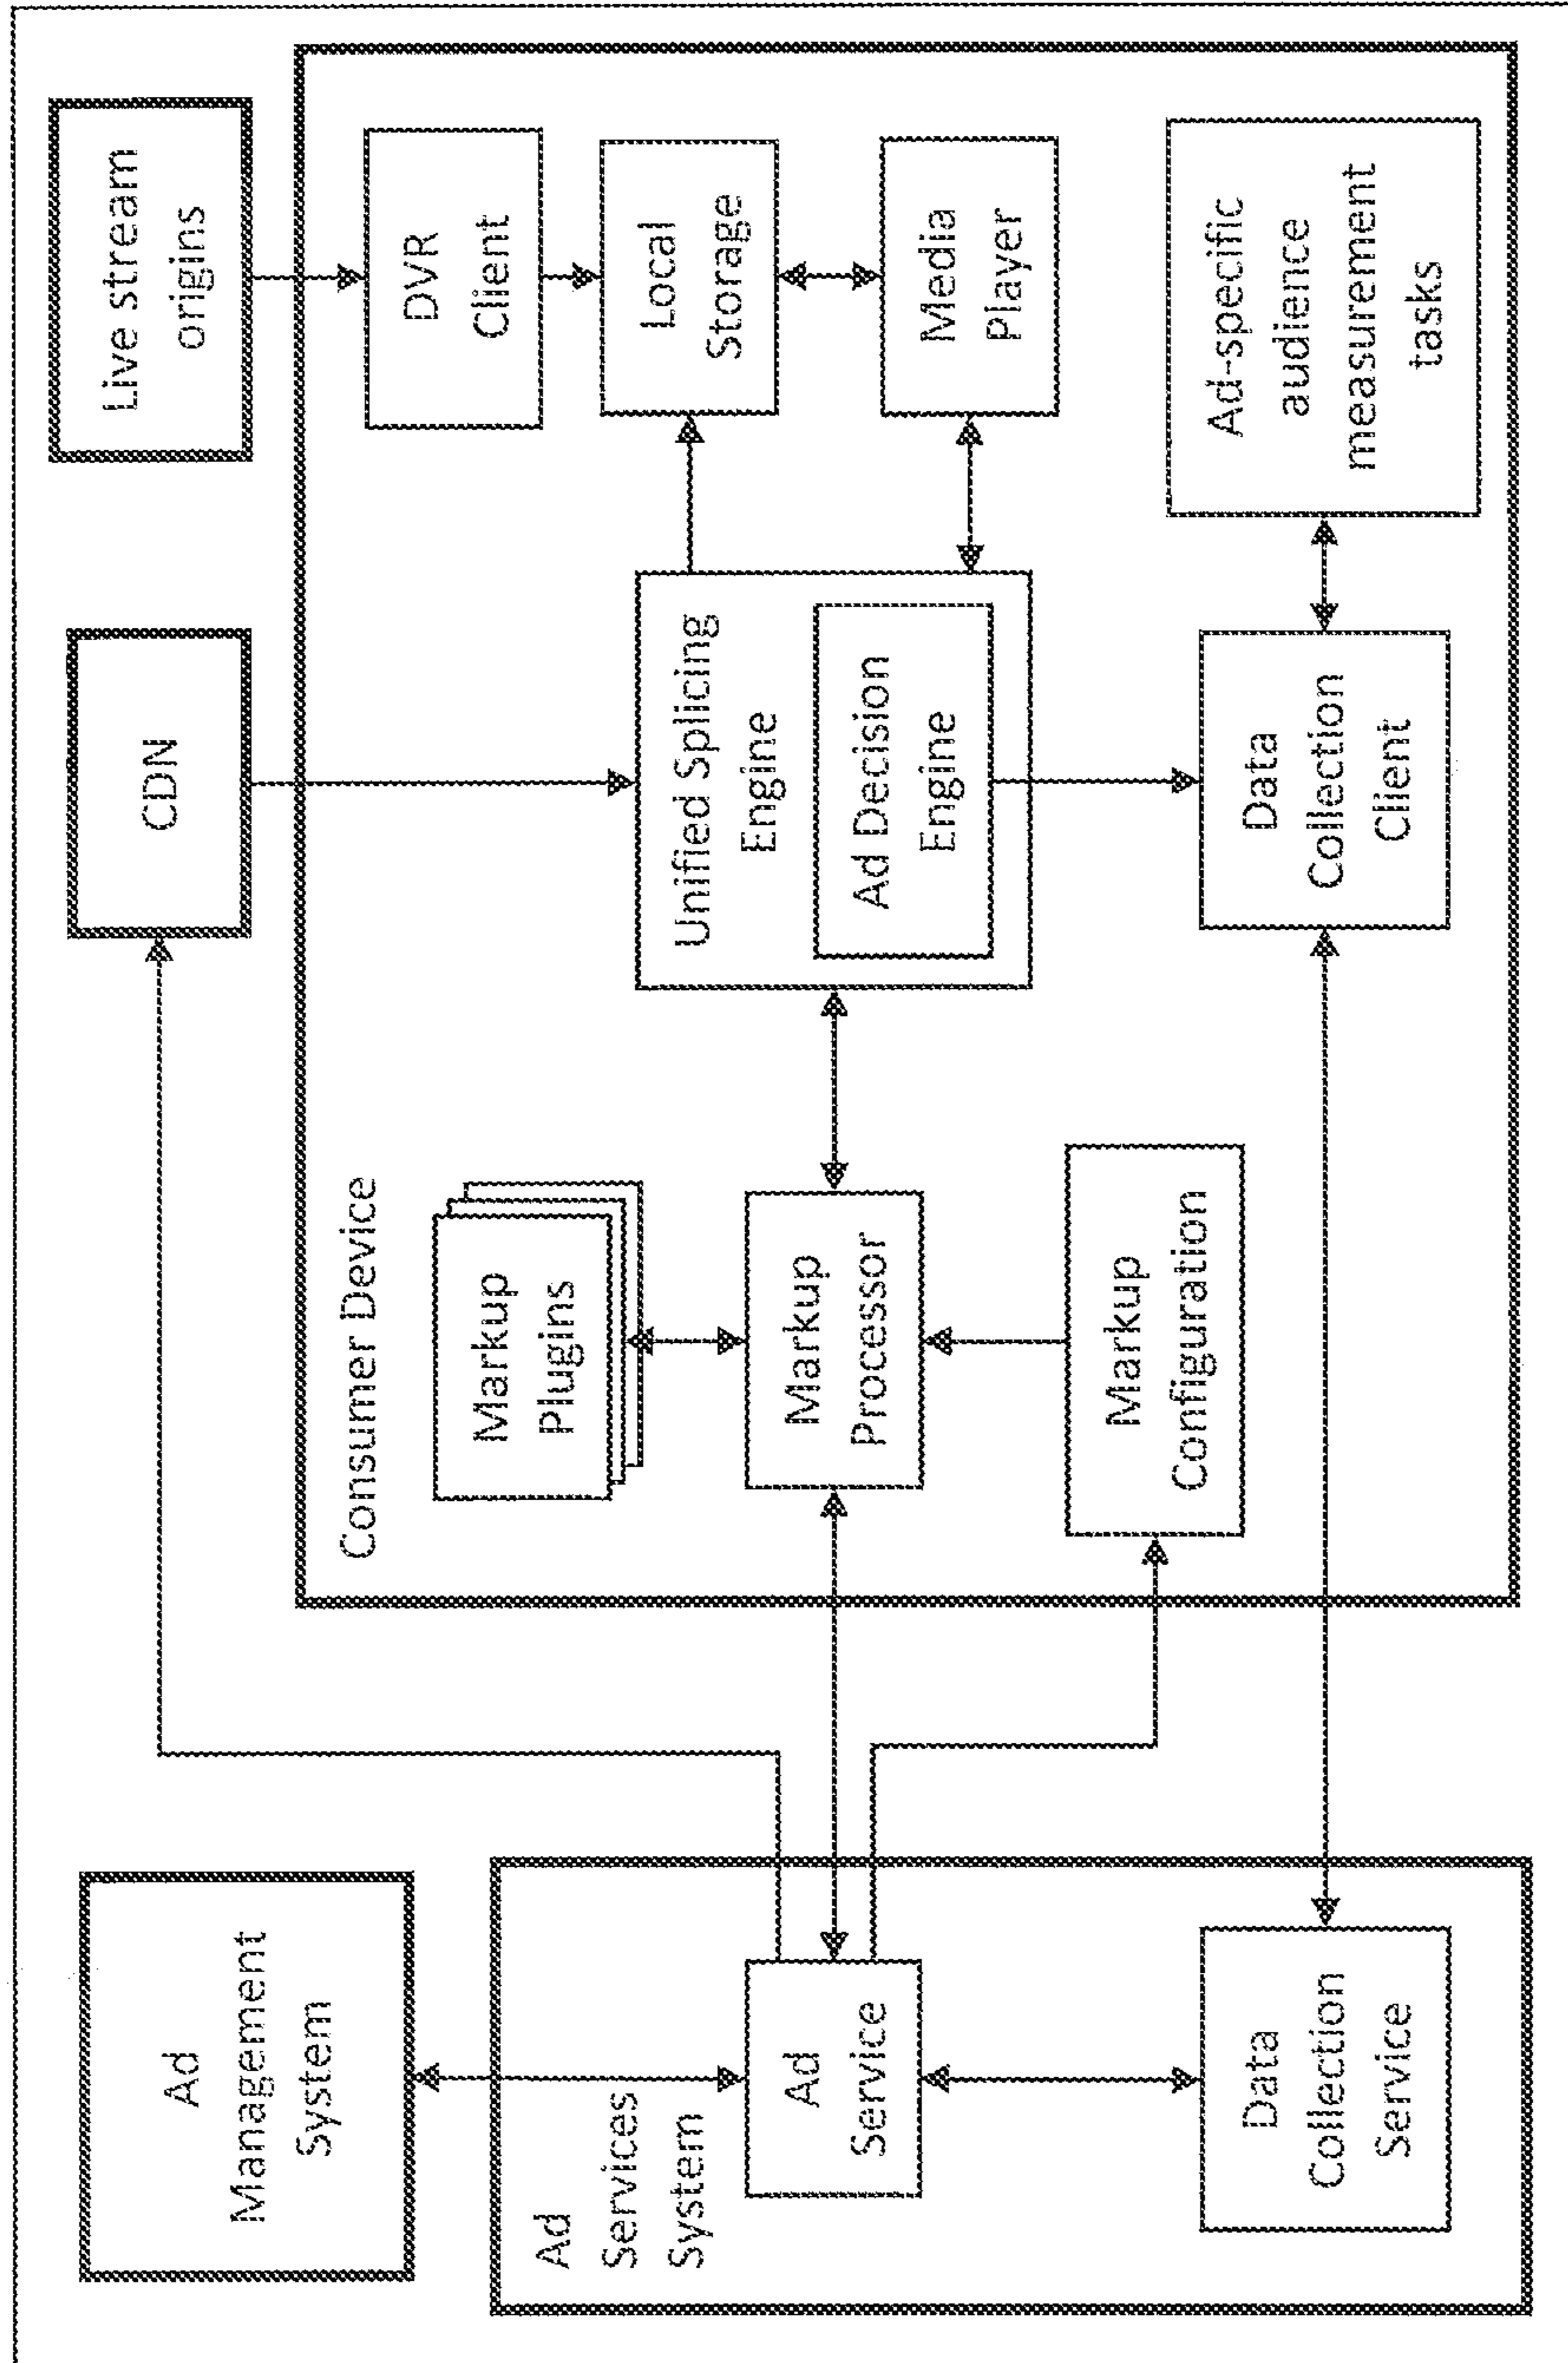 Ad
Management
System
CDN
Live stream
origins
Ad
Services
System
Ad
Service
Data
Collection
Service
Consumer Device
Markup
Plugins
Markup
Processor
Markup
Configuration
Unified Splicing
Engine
Ad Decision
Engine
Data
Collection
Client
DVR
Client
Local
Storage
Media
Player
Ad-specific
audience
measurement
tasks